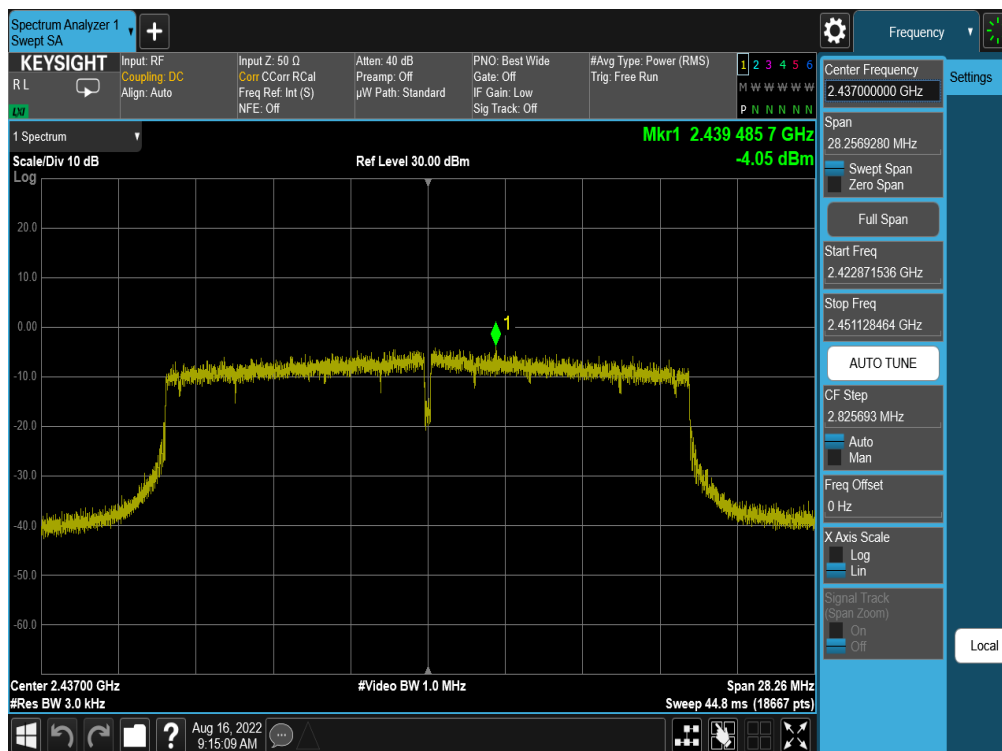 Spectrum Analyzer 1
Swept SA
Frequency
KEYSIGHT
R L
LXI
Input: RF
Coupling: DC
Align: Auto
Input Z: 50 Ω
Corr CCorr RCal
Freq Ref: Int (S)
NFE: Off
Atten: 40 dB
Preamp: Off
µW Path: Standard
PNO: Best Wide
Gate: Off
IF Gain: Low
Sig Track: Off
#Avg Type: Power (RMS)
Trig: Free Run
1 2 3 4 5 6
M W W W W W
P N N N N N
1 Spectrum
Scale/Div 10 dB
Ref Level 30.00 dBm
Mkr1 2.439 485 7 GHz
-4.05 dBm
Log
20.0
10.0
0.00
-10.0
-20.0
-30.0
-40.0
-50.0
-60.0
1
Center 2.43700 GHz
#Res BW 3.0 kHz
#Video BW 1.0 MHz
Span 28.26 MHz
Sweep 44.8 ms (18667 pts)
Center Frequency
2.437000000 GHz
Settings
Span
28.2569280 MHz
Swept Span
Zero Span
Full Span
Start Freq
2.422871536 GHz
Stop Freq
2.451128464 GHz
AUTO TUNE
CF Step
2.825693 MHz
Auto
Man
Freq Offset
0 Hz
X Axis Scale
Log
Lin
Signal Track
(Span Zoom)
On
Off
Local
?
Aug 16, 2022
9:15:09 AM